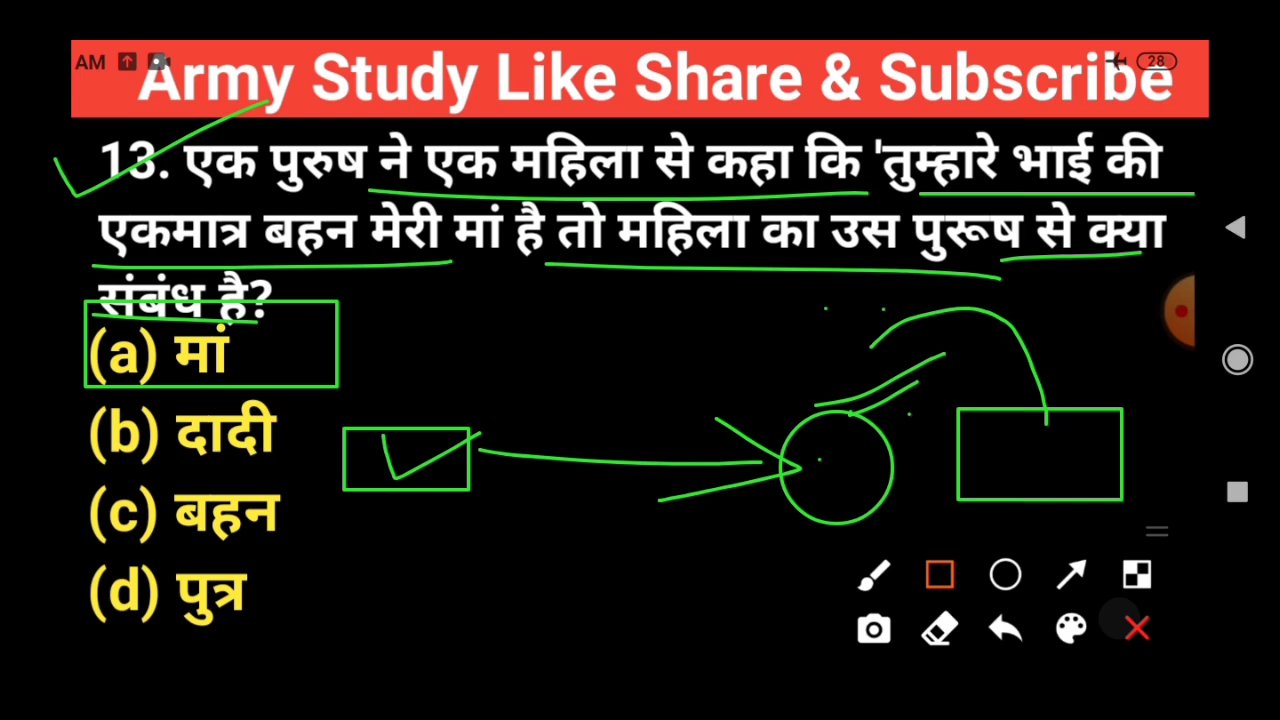 AM
28
Army Study Like Share & Subscribe
13. एक पुरुष ने एक महिला से कहा कि 'तुम्हारे भाई की
एकमात्र बहन मेरी मां है तो महिला का उस पुरूष से क्या
संबंध है?
(a) मां
(b) दादी
(c) बहन
(d) पुत्र